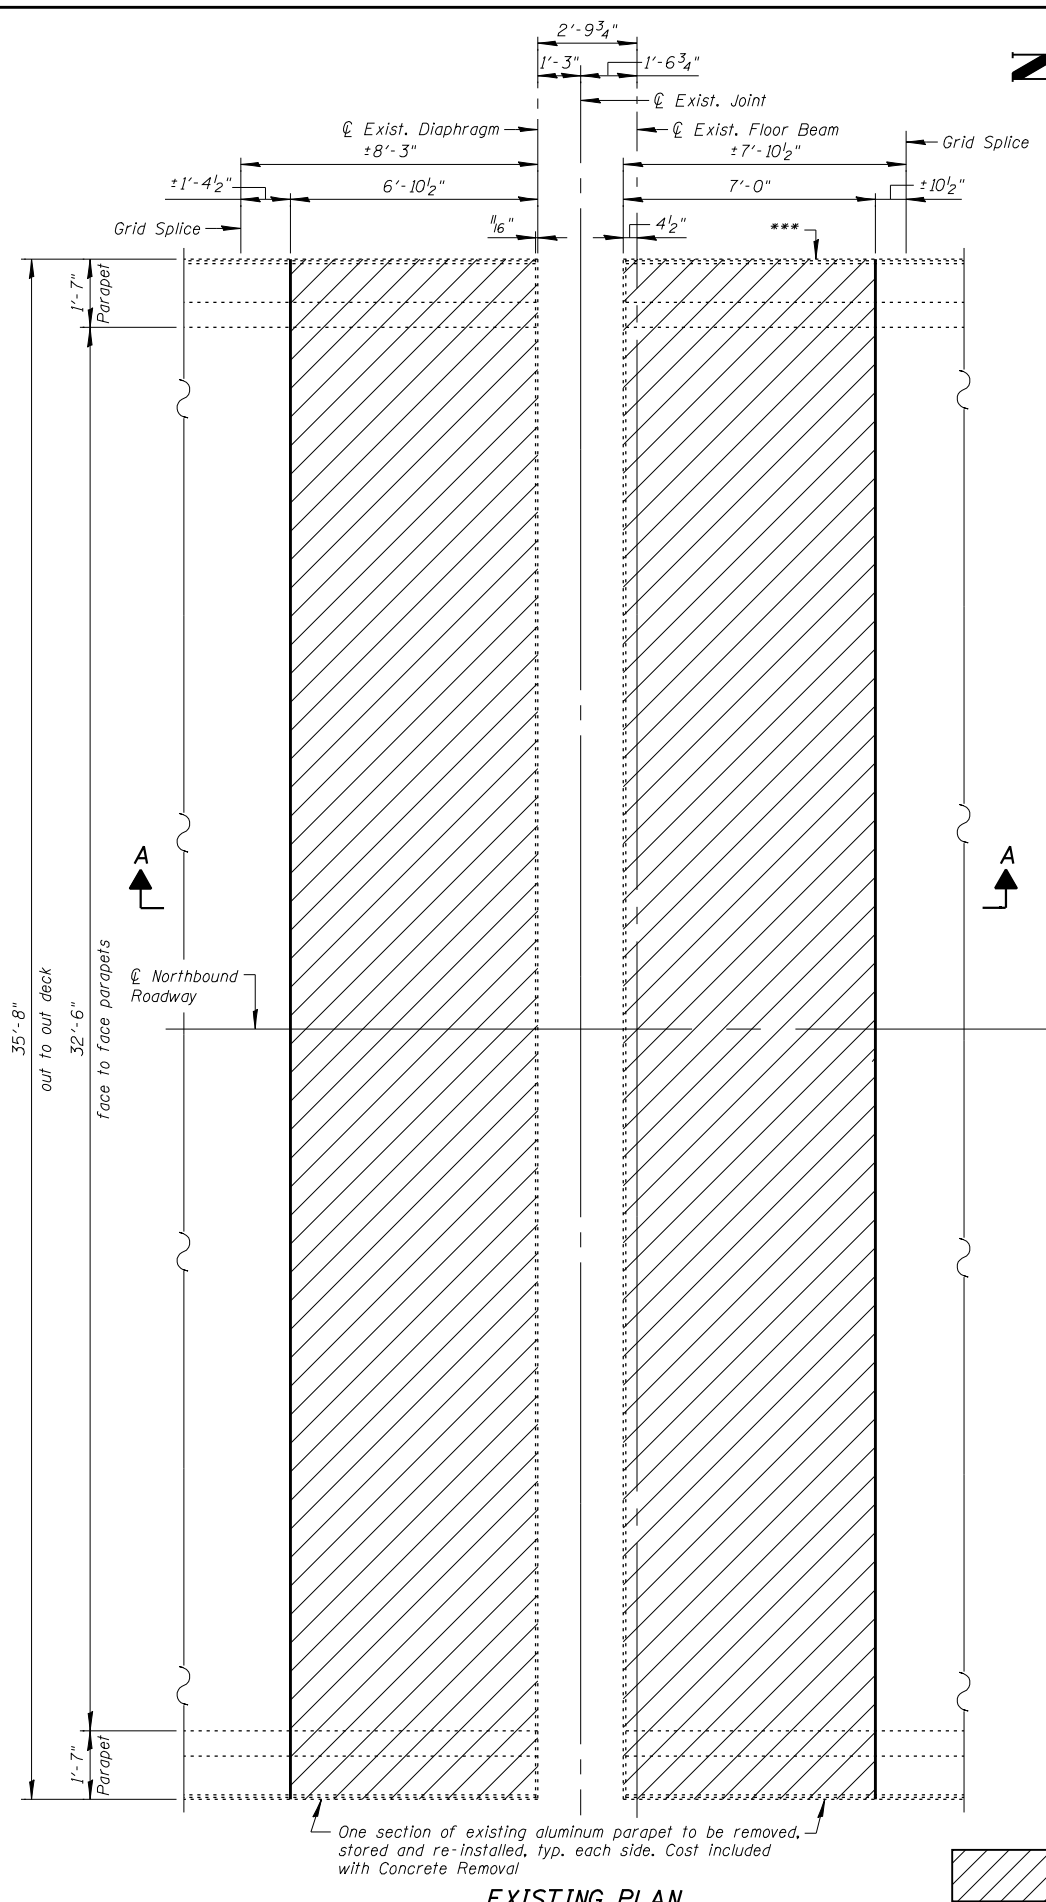 2'-9¾"
1'-3"
1'-6¾"
N
℄ Exist. Joint
℄ Exist. Diaphragm
℄ Exist. Floor Beam
±8'-3"
±7'-10½"
Grid Splice
±1'-4½"
6'-10½"
7'-0"
±10½"
Grid Splice
11/16"
4½"
***
1'-7"
Parapet
A
A
℄ Northbound
Roadway
35'-8"
out to out deck
32'-6"
face to face parapets
1'-7"
Parapet
One section of existing aluminum parapet to be removed,
stored and re-installed, typ. each side. Cost included
with Concrete Removal
EXISTING PLAN